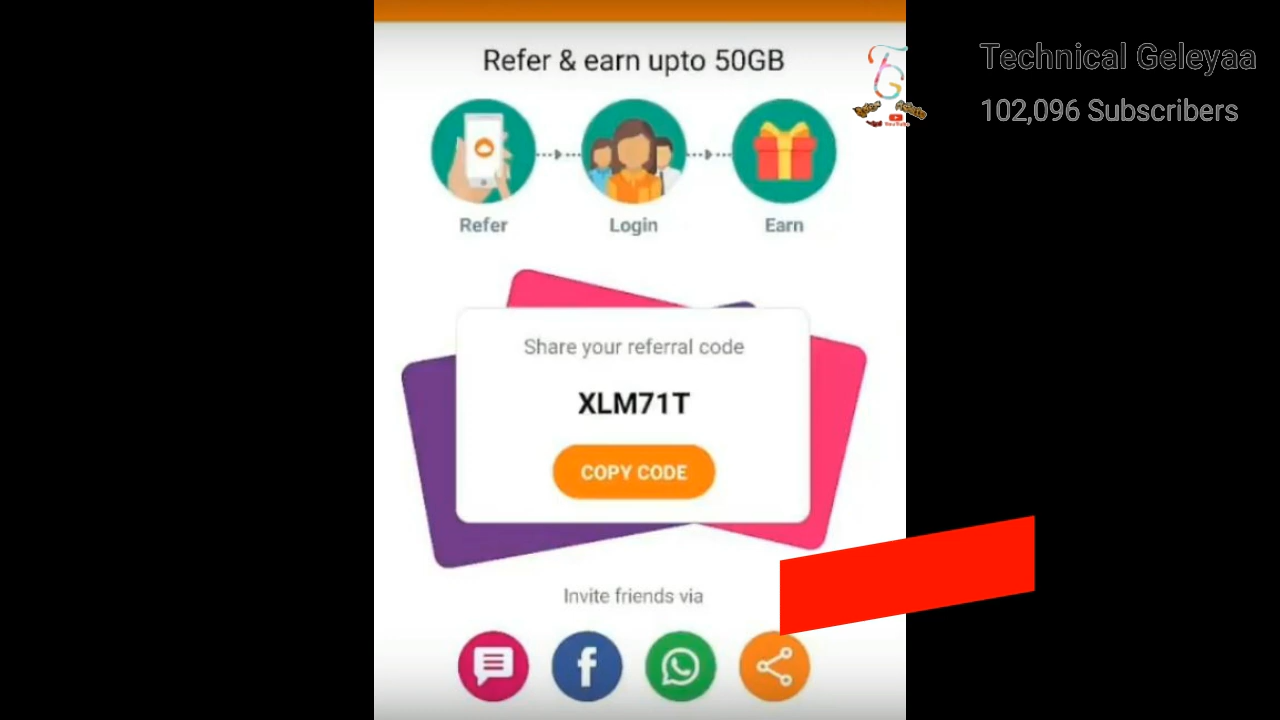 Refer & earn upto 50GB
Technical Geleyaa
102,096 Subscribers
Refer
Login
Earn
Share your referral code
XLM71T
COPY CODE
Invite friends via